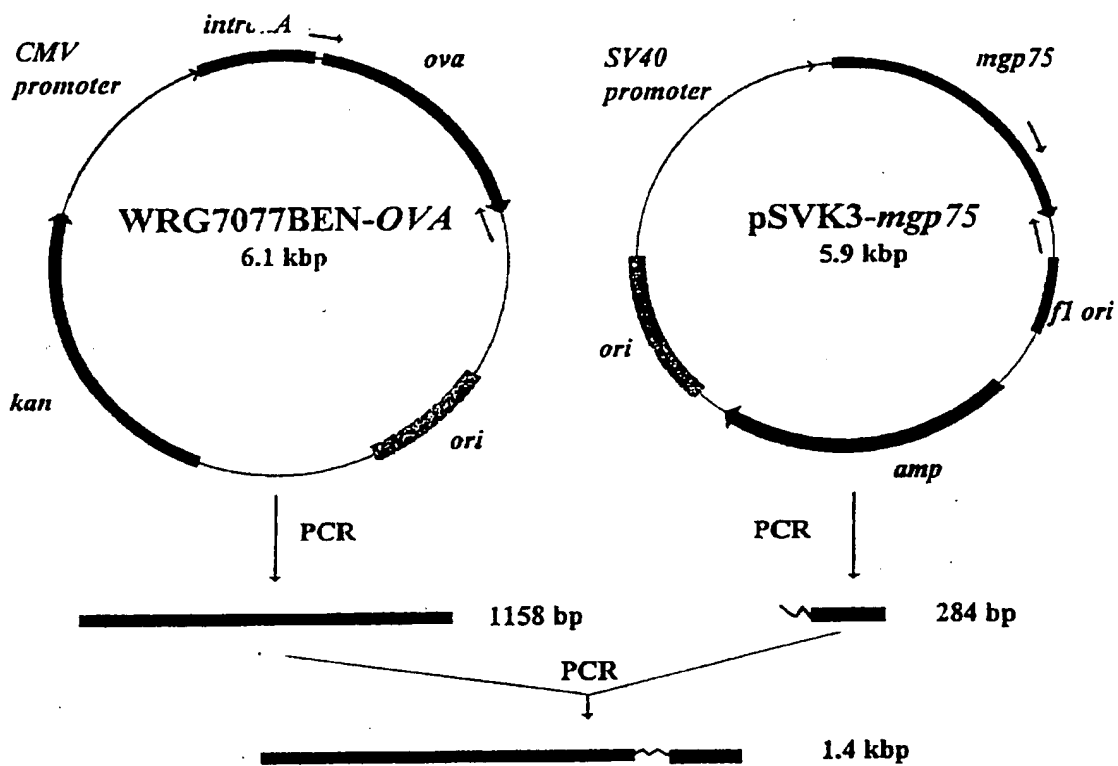 CMV
promoter
ova
SV40
promoter
mgp75
WRG7077BEN-OVA
6.1 kbp
pSVK3-mgp75
5.9 kbp
kan
ori
ori
f1 ori
amp
PCR
PCR
1158 bp
284 bp
PCR
1.4 kbp